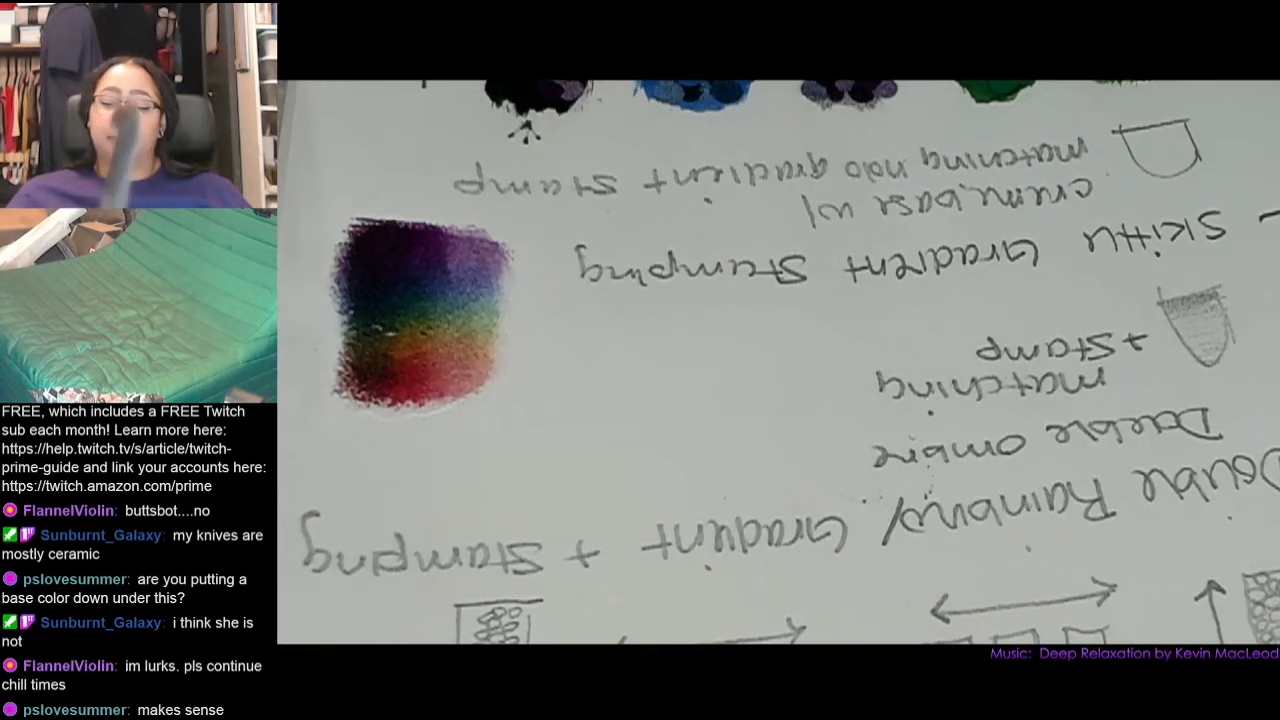 FREE, which includes a FREE Twitch
sub each month! Learn more here:
https://help.twitch.tv/s/article/twitch-
prime-guide and link your accounts here:
https://twitch.amazon.com/prime
FlannelViolin: buttsbot....no
Sunburnt_Galaxy: my knives are
mostly ceramic
pslovesummer: are you putting a
base color down under this?
Sunburnt_Galaxy: i think she is
not
FlannelViolin: im lurks. pls continue
chill times
pslovesummer: makes sense
Double Rainbow/Gradient + Stamping
Double Ombre
matching
+ Stamp
- Skittle Gradient Stamping
creme base w/
matching holo gradient stamp
Music: Deep Relaxation by Kevin MacLeod